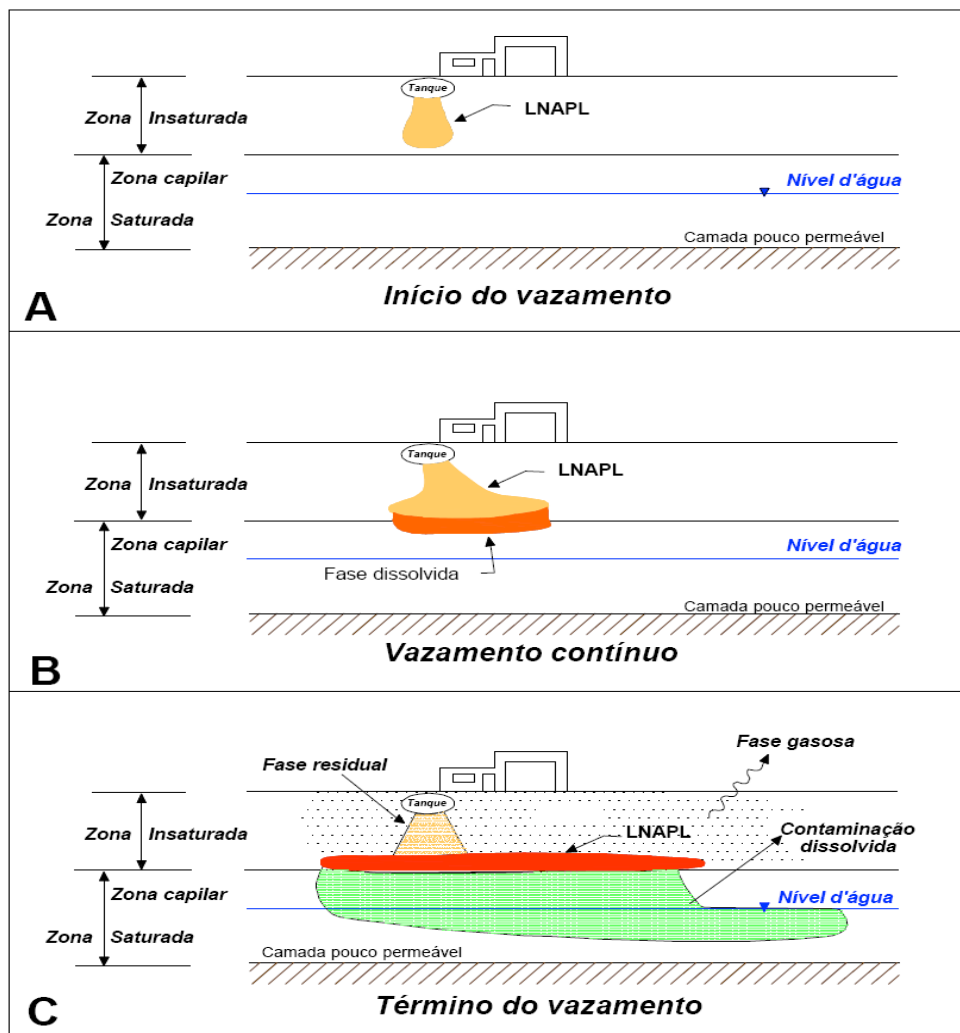 Tanque
LNAPL
Zona Insaturada
Zona capilar
Nível d'água
Zona Saturada
Camada pouco permeável
A
Início do vazamento
Tanque
LNAPL
Zona Insaturada
Zona capilar
Nível d'água
Fase dissolvida
Zona Saturada
Camada pouco permeável
B
Vazamento contínuo
Fase gasosa
Fase residual
Tanque
Zona Insaturada
LNAPL
Contaminação
dissolvida
Zona capilar
Nível d'água
Zona Saturada
Camada pouco permeável
C
Término do vazamento